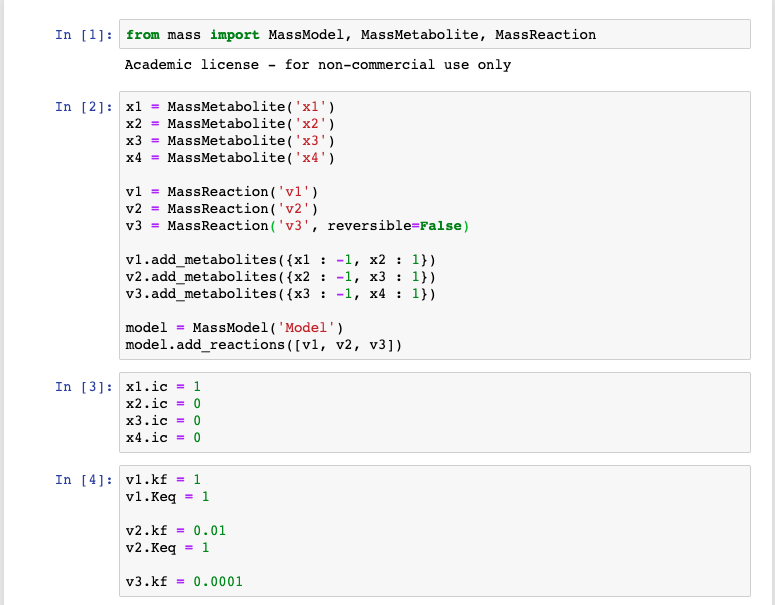 In [1]: from mass import MassModel, MassMetabolite, MassReaction
Academic license - for non-commercial use only
In [2]: x1 = MassMetabolite('x1')
x2 = MassMetabolite('x2')
x3 = MassMetabolite('x3')
x4 = MassMetabolite('x4')
v1 = MassReaction('v1')
v2 = MassReaction('v2')
v3 = MassReaction('v3', reversible=False)
v1.add_metabolites({x1 : -1, x2 : 1})
v2.add_metabolites({x2 : -1, x3 : 1})
v3.add_metabolites({x3 : -1, x4 : 1})
model = MassModel('Model')
model.add_reactions([v1, v2, v3])
In [3]: x1.ic = 1
x2.ic = 0
x3.ic = 0
x4.ic = 0
In [4]: v1.kf = 1
v1.Keq = 1
v2.kf = 0.01
v2.Keq = 1
v3.kf = 0.0001